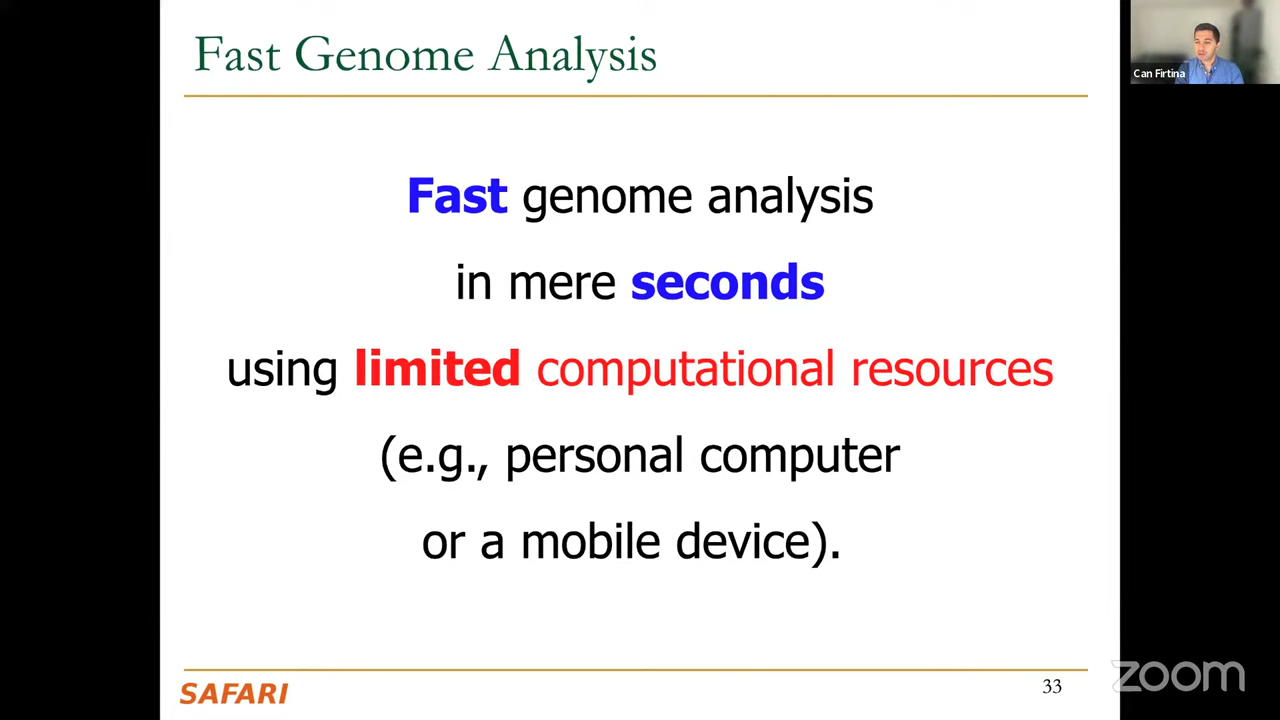 Fast Genome Analysis
Can Firtina
Fast genome analysis
in mere seconds
using limited computational resources
(e.g., personal computer
or a mobile device).
SAFARI
33
zoom